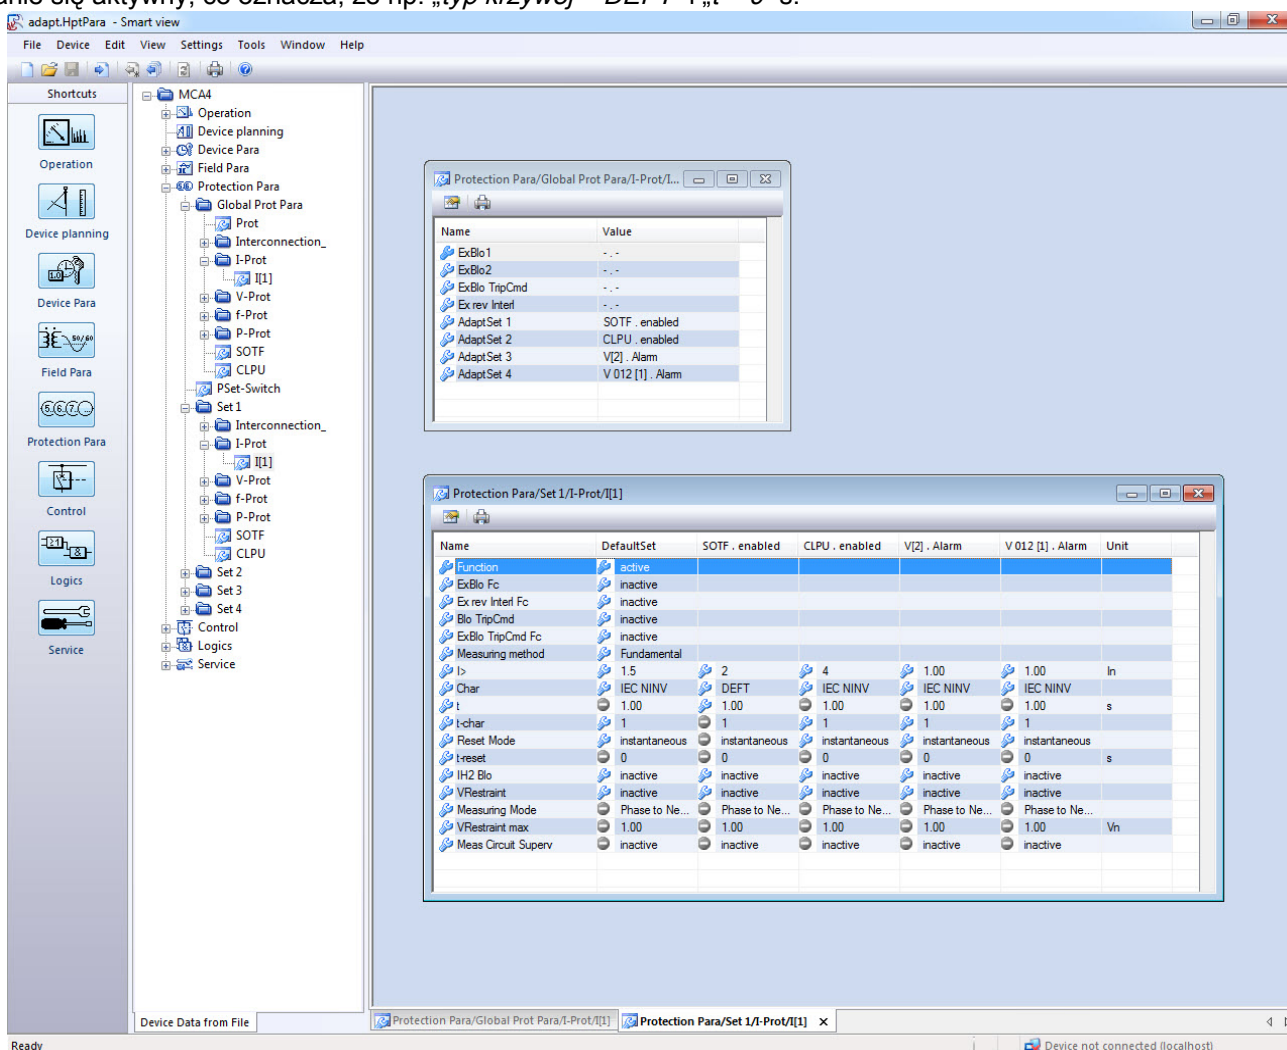 adapt.HptPara - Smart view
File Device Edit View Settings Tools Window Help
Shortcuts
Operation
Device planning
Device Para
Field Para
Protection Para
Control
Logics
Service
MCA4
Operation
Device planning
Device Para
Field Para
Protection Para
Global Prot Para
Prot
Interconnection_
I-Prot
I[1]
V-Prot
f-Prot
P-Prot
SOTF
CLPU
PSet-Switch
Set 1
Interconnection_
I-Prot
I[1]
V-Prot
f-Prot
P-Prot
SOTF
CLPU
Set 2
Set 3
Set 4
Control
Logics
Service
Device Data from File
Protection Para/Global Prot Para/I-Prot/I...
Name Value
ExBlo1 -.-
ExBlo2 -.-
ExBlo TripCmd -.-
Ex rev Interl -.-
AdaptSet 1 SOTF . enabled
AdaptSet 2 CLPU . enabled
AdaptSet 3 V[2] . Alarm
AdaptSet 4 V 012 [1] . Alarm
Protection Para/Set 1/I-Prot/I[1]
Name DefaultSet SOTF . enabled CLPU . enabled V[2] . Alarm V 012 [1] . Alarm Unit
Function active
ExBlo Fc inactive
Ex rev Interl Fc inactive
Blo TripCmd inactive
ExBlo TripCmd Fc inactive
Measuring method Fundamental
I> 1.5 2 4 1.00 1.00 In
Char IEC NINV DEFT IEC NINV IEC NINV IEC NINV
t 1.00 1.00 1.00 1.00 1.00 s
t-char 1 1 1 1 1
Reset Mode instantaneous instantaneous instantaneous instantaneous instantaneous
t-reset 0 0 0 0 0 s
IH2 Blo inactive inactive inactive inactive inactive
VRestraint inactive inactive inactive inactive inactive
Measuring Mode Phase to Ne... Phase to Ne... Phase to Ne... Phase to Ne... Phase to Ne...
VRestraint max 1.00 1.00 1.00 1.00 1.00 Vn
Meas Circuit Superv inactive inactive inactive inactive inactive
Protection Para/Global Prot Para/I-Prot/I[1] Protection Para/Set 1/I-Prot/I[1]
Ready Device not connected (localhost)